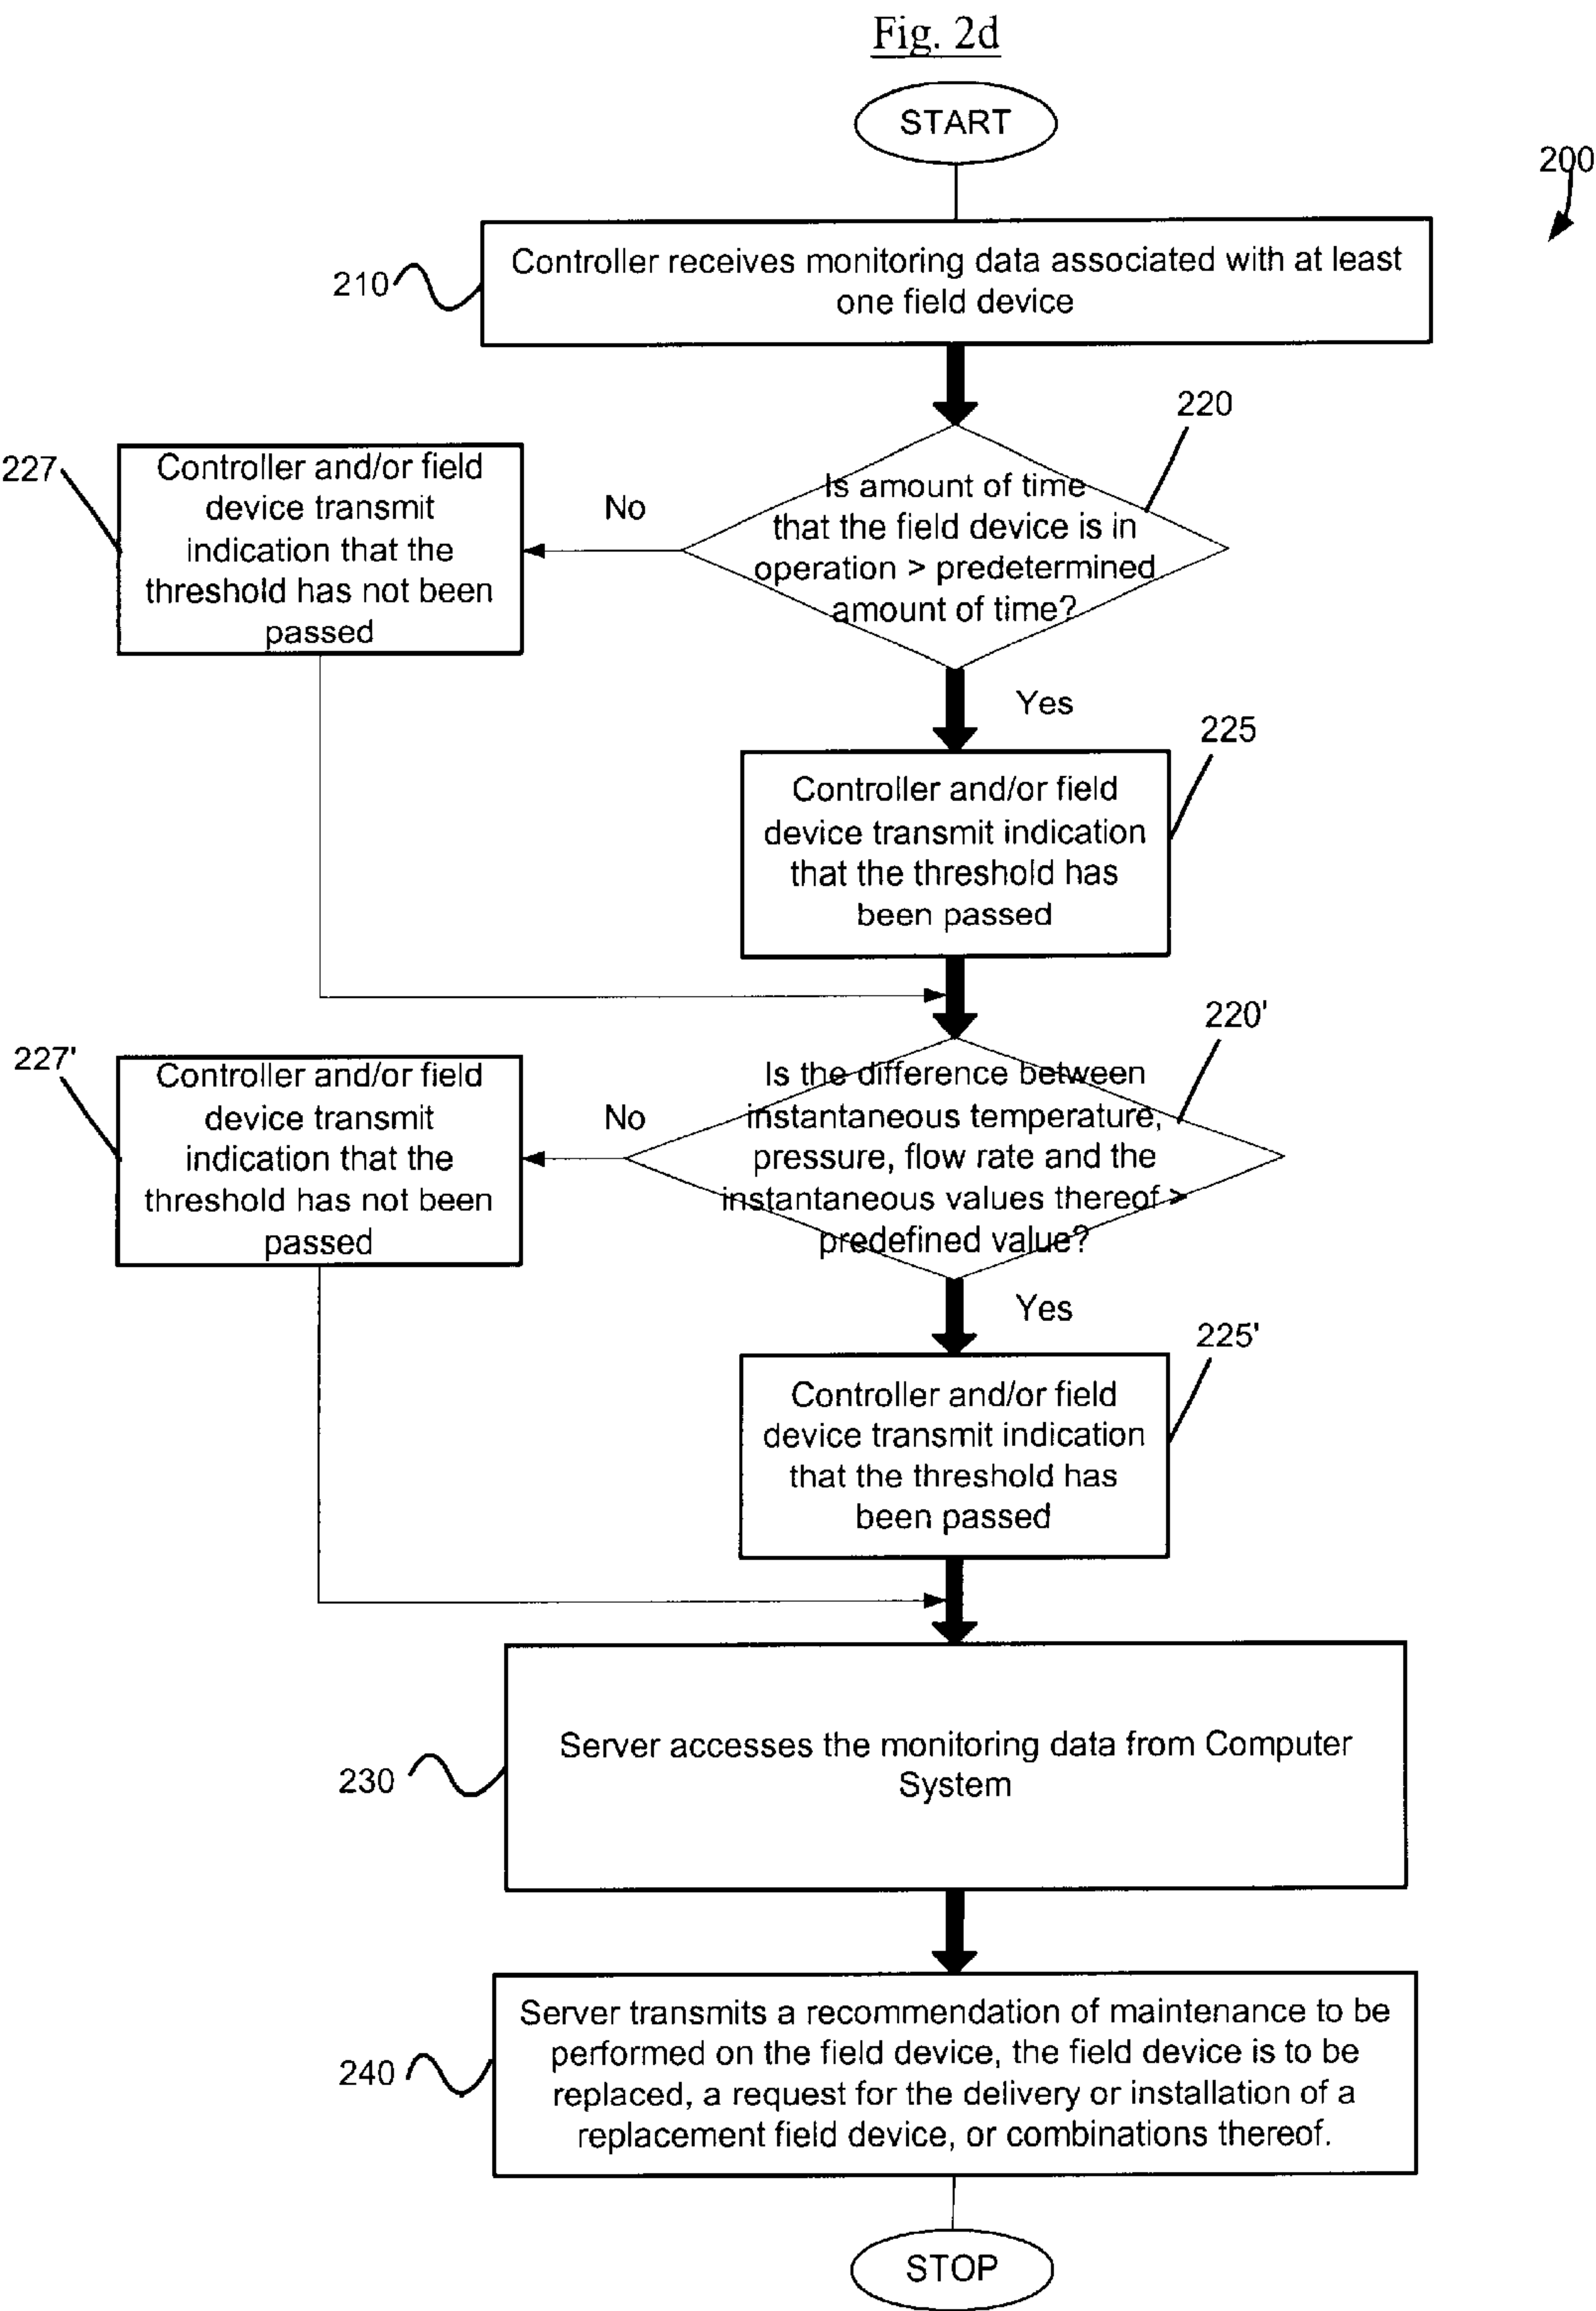 Fig. 2d
START
200
Controller receives monitoring data associated with at least
one field device
210
220
Is amount of time
that the field device is in
operation > predetermined
amount of time?
No
227
Controller and/or field
device transmit
indication that the
threshold has not been
passed
Yes
225
Controller and/or field
device transmit indication
that the threshold has
been passed
220'
Is the difference between
instantaneous temperature,
pressure, flow rate and the
instantaneous values thereof >
predefined value?
No
227'
Controller and/or field
device transmit
indication that the
threshold has not been
passed
Yes
225'
Controller and/or field
device transmit indication
that the threshold has
been passed
230
Server accesses the monitoring data from Computer
System
240
Server transmits a recommendation of maintenance to be
performed on the field device, the field device is to be
replaced, a request for the delivery or installation of a
replacement field device, or combinations thereof.
STOP